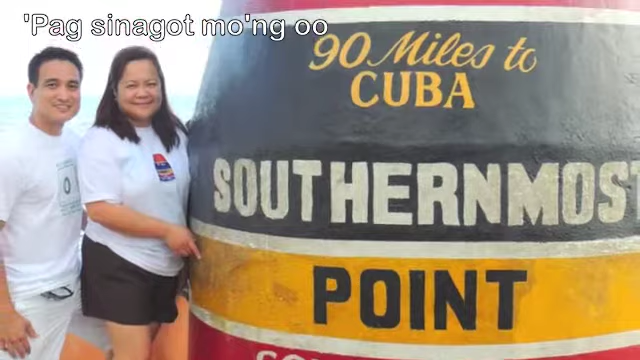 'Pag sinagot mo'ng oo
90 Miles to
CUBA
SOUTHERNMOST
POINT